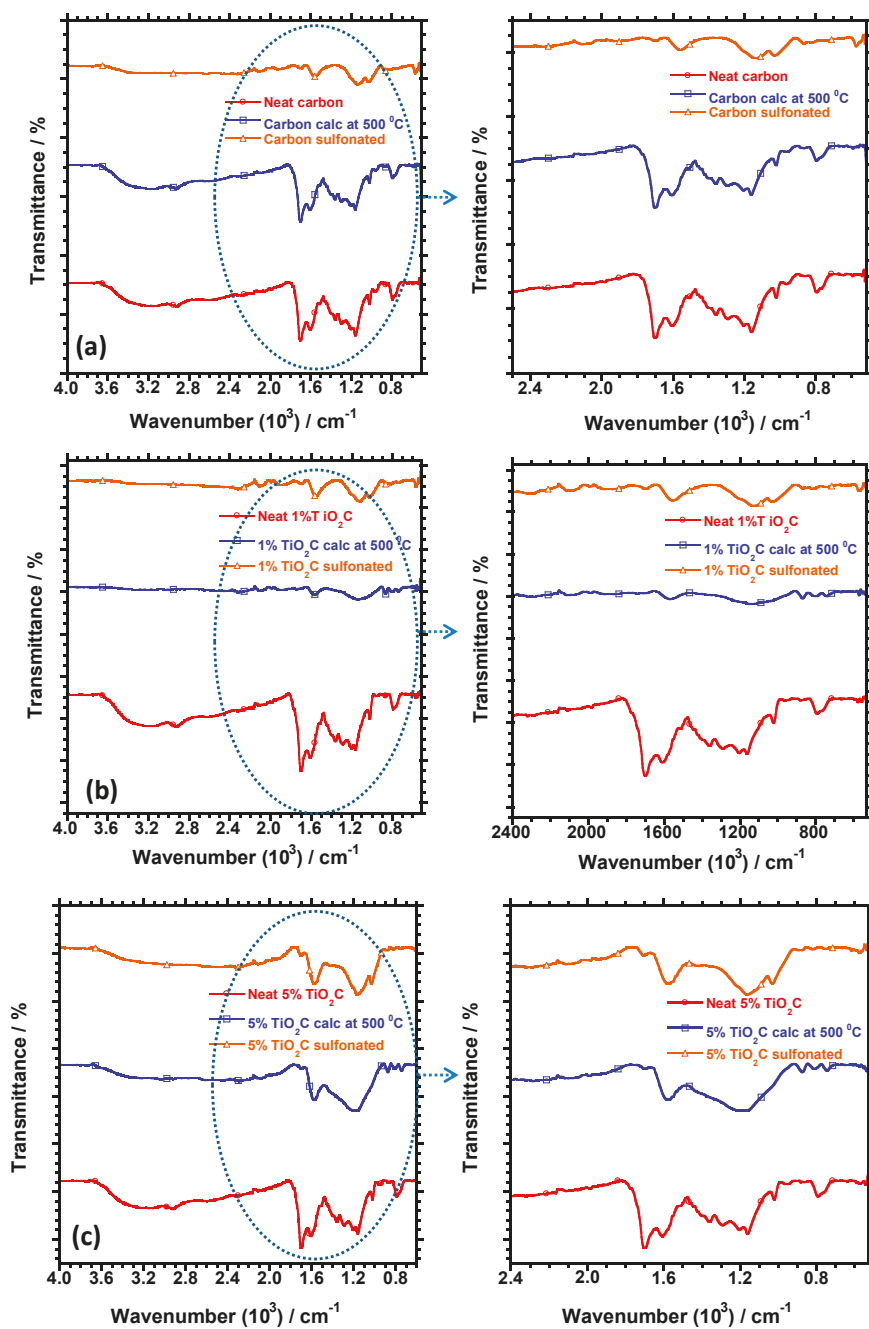 Transmittance / %
Neat carbon
Carbon calc at 500 ⁰C
Carbon sulfonated
(a)
4.0 3.6 3.2 2.8 2.4 2.0 1.6 1.2 0.8
Wavenumber (10³) / cm⁻¹
Transmittance / %
Neat carbon
Carbon calc at 500 ⁰C
Carbon sulfonated
2.4 2.0 1.6 1.2 0.8
Wavenumber (10³) / cm⁻¹
Transmittance / %
Neat 1%T iO₂C
1% TiO₂C calc at 500 ⁰C
1% TiO₂C sulfonated
(b)
4.0 3.6 3.2 2.8 2.4 2.0 1.6 1.2 0.8
Wavenumber (10³) / cm⁻¹
Transmittance / %
Neat 1%T iO₂C
1% TiO₂C calc at 500 ⁰C
1% TiO₂C sulfonated
2400 2000 1600 1200 800
Wavenumber (10³) / cm⁻¹
Transmittance / %
Neat 5% TiO₂C
5% TiO₂C calc at 500 ⁰C
5% TiO₂C sulfonated
(c)
4.0 3.6 3.2 2.8 2.4 2.0 1.6 1.2 0.8
Wavenumber (10³) / cm⁻¹
Transmittance / %
Neat 5% TiO₂C
5% TiO₂C calc at 500 ⁰C
5% TiO₂C sulfonated
2.4 2.0 1.6 1.2 0.8
Wavenumber (10³) / cm⁻¹